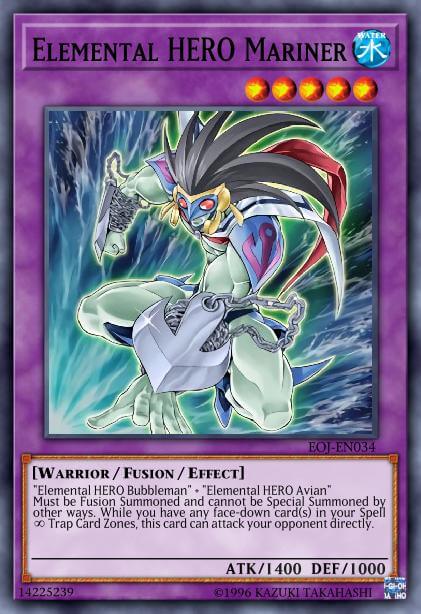 Elemental HERO Mariner
WATER
水
EOJ-EN034
[Warrior / Fusion / Effect]
"Elemental HERO Bubbleman" + "Elemental HERO Avian"
Must be Fusion Summoned and cannot be Special Summoned by
other ways. While you have any face-down card(s) in your Spell
∞ Trap Card Zones, this card can attack your opponent directly.
ATK/1400 DEF/1000
14225239
©1996 KAZUKI TAKAHASHI